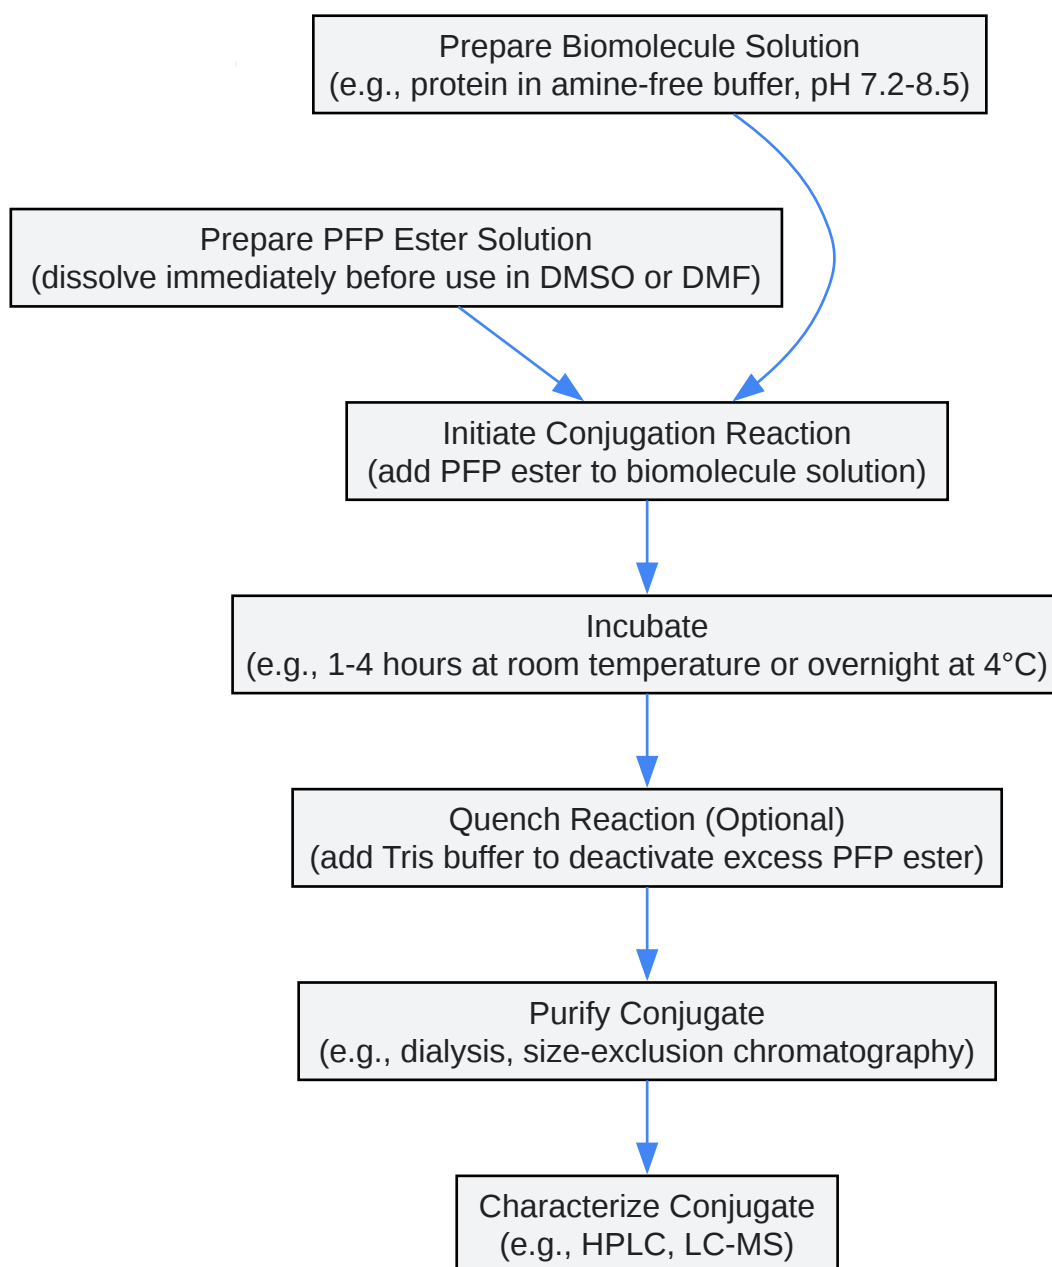 Prepare Biomolecule Solution
(e.g., protein in amine-free buffer, pH 7.2-8.5)
Prepare PFP Ester Solution
(dissolve immediately before use in DMSO or DMF)
Initiate Conjugation Reaction
(add PFP ester to biomolecule solution)
Incubate
(e.g., 1-4 hours at room temperature or overnight at 4°C)
Quench Reaction (Optional)
(add Tris buffer to deactivate excess PFP ester)
Purify Conjugate
(e.g., dialysis, size-exclusion chromatography)
Characterize Conjugate
(e.g., HPLC, LC-MS)